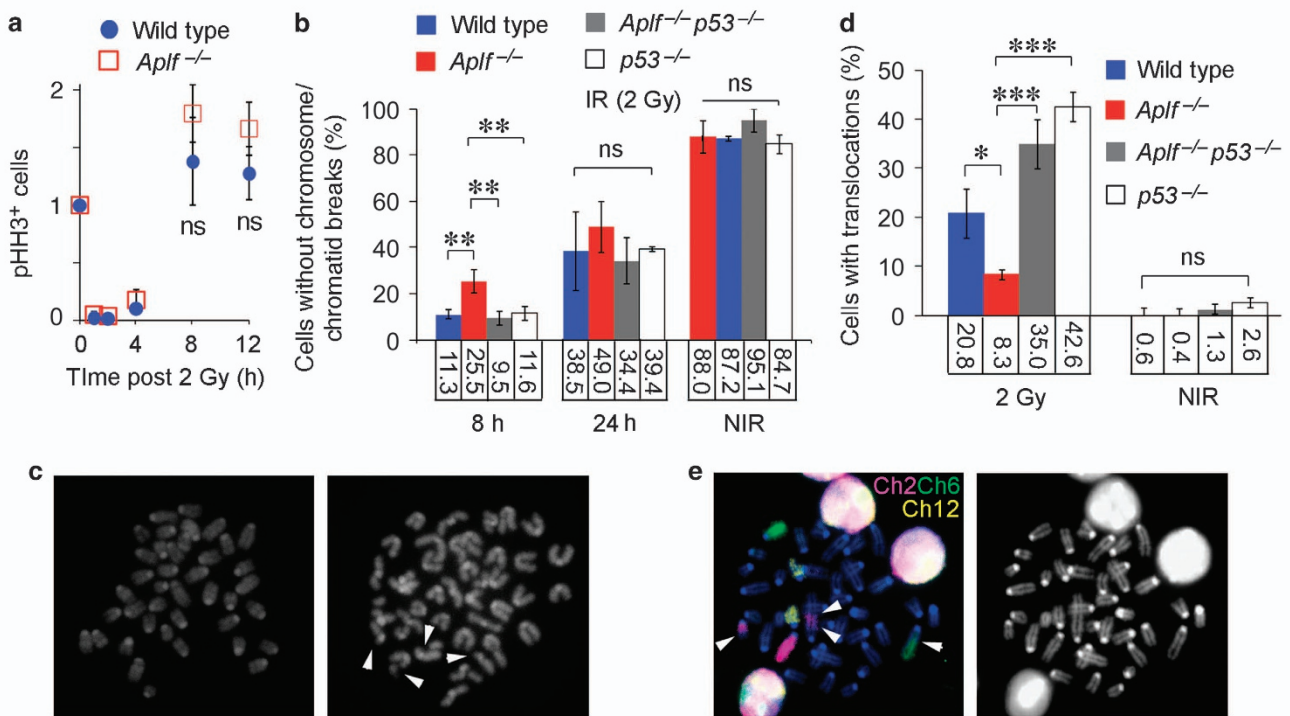 a
Wild type
Aplf–/–
pHH3+ cells
2
1
0
ns
ns
0
4
8
12
TIme post 2 Gy (h)
b
Wild type
Aplf–/–
Aplf–/–p53–/–
p53–/–
IR (2 Gy)
Cells without chromosome/
chromatid breaks (%)
100
80
60
40
20
0
**
**
**
ns
ns
11.3
25.5
9.5
11.6
38.5
49.0
34.4
39.4
88.0
87.2
95.1
84.7
8 h
24 h
NIR
d
Cells with translocations (%)
50
40
30
20
10
0
***
***
*
ns
Wild type
Aplf–/–
Aplf–/–p53–/–
p53–/–
20.8
8.3
35.0
42.6
0.6
0.4
1.3
2.6
2 Gy
NIR
c
e
Ch2Ch6
Ch12